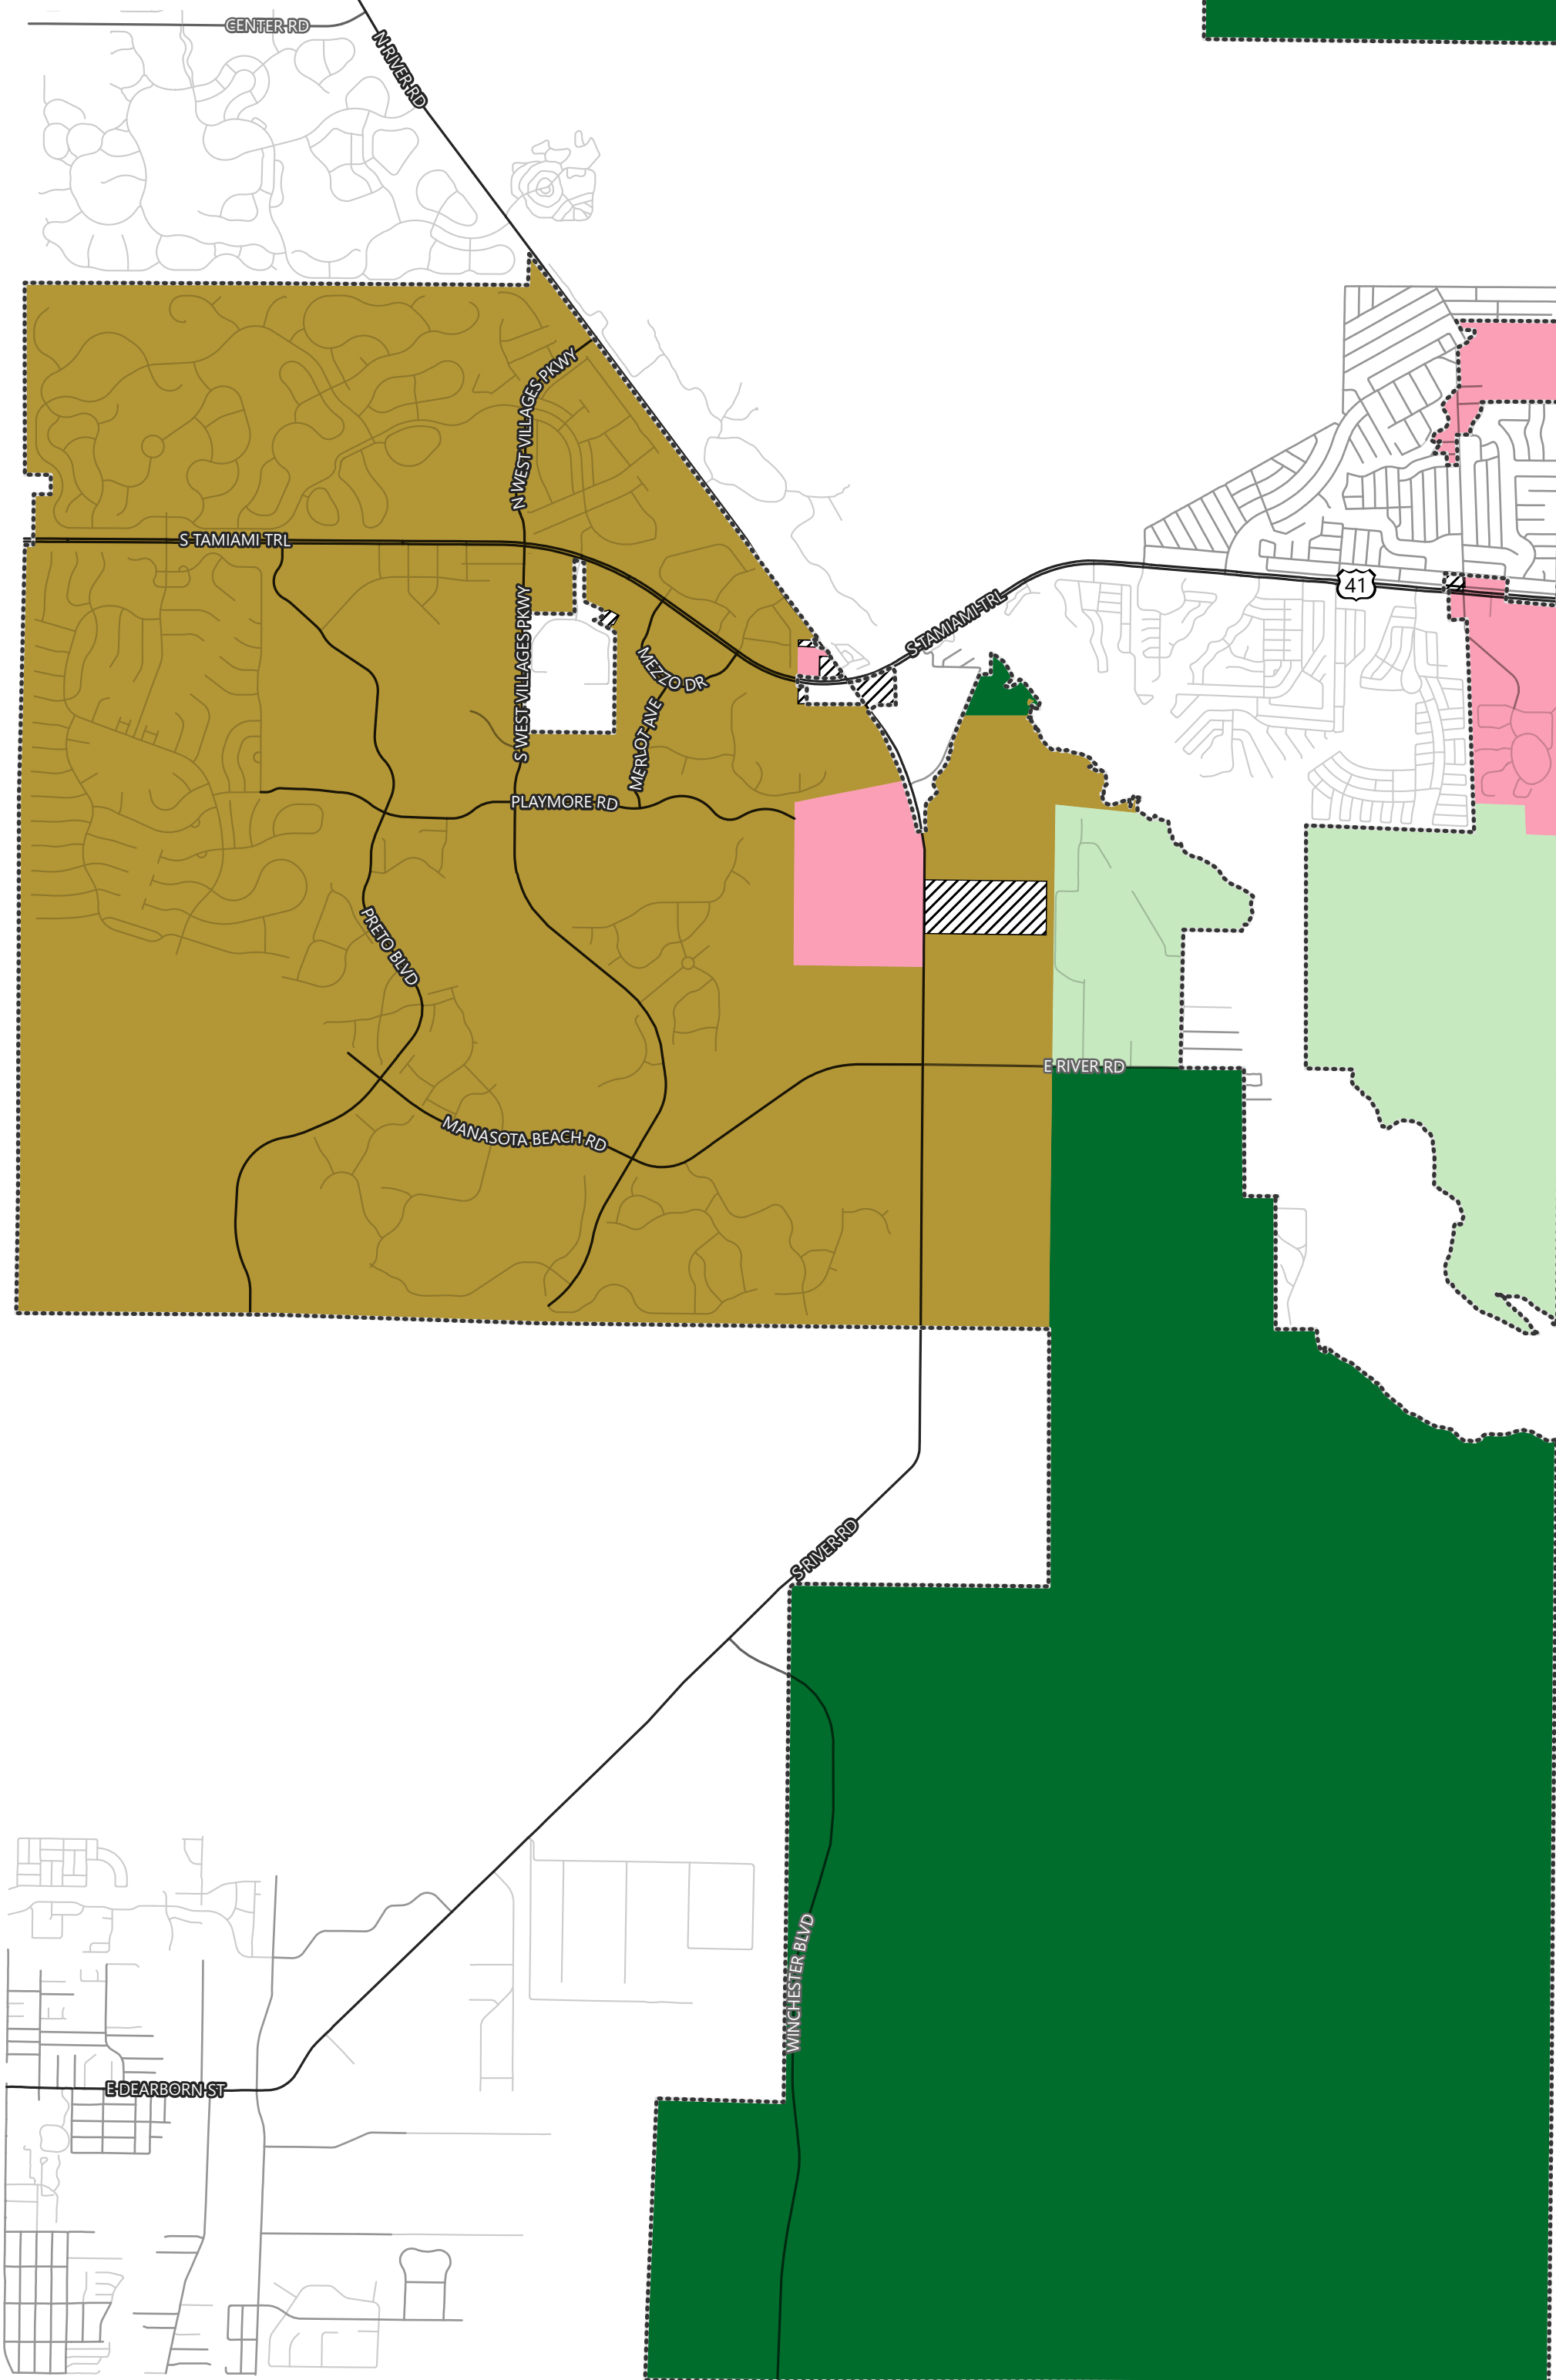 CENTER RD
N RIVER RD
N WEST VILLAGES PKWY
S TAMIAMI TRL
S TAMIAMI TRL
41
S WEST VILLAGES PKWY
MEZZO DR
MERLOT AVE
PLAYMORE RD
PRETO BLVD
E RIVER RD
MANASOTA BEACH RD
S RIVER RD
WINCHESTER BLVD
E DEARBORN ST